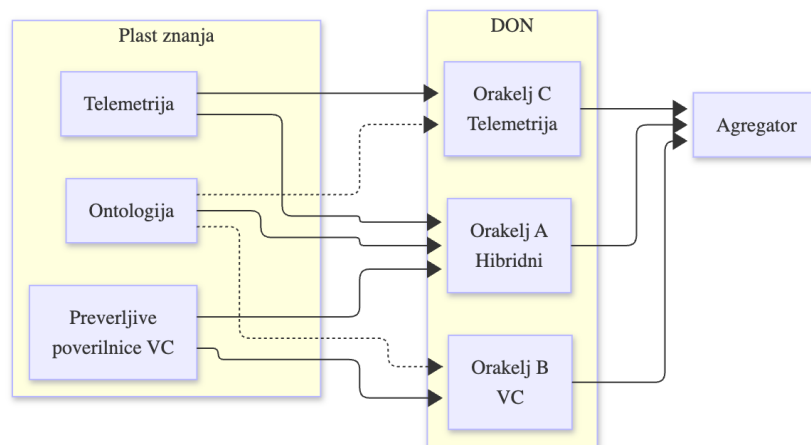 Plast znanja
Telemetrija
Ontologija
Preverljive
poverilnice VC
DON
Orakelj C
Telemetrija
Orakelj A
Hibridni
Orakelj B
VC
Agregator